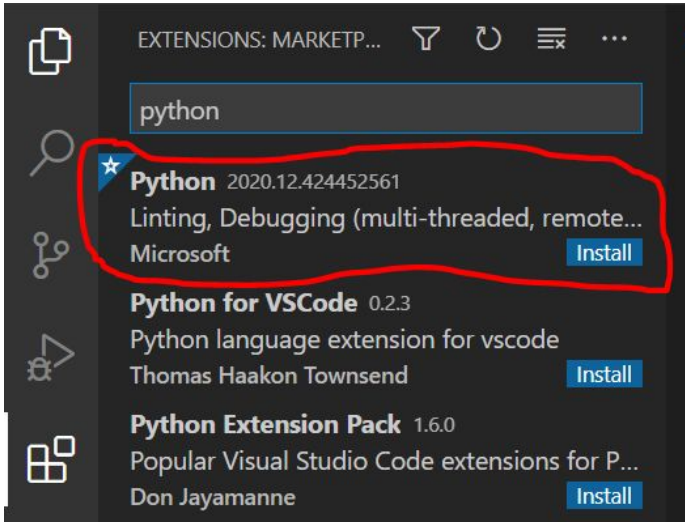 EXTENSIONS: MARKETP...
python
Python 2020.12.424452561
Linting, Debugging (multi-threaded, remote...
Microsoft Install
Python for VSCode 0.2.3
Python language extension for vscode
Thomas Haakon Townsend Install
Python Extension Pack 1.6.0
Popular Visual Studio Code extensions for P...
Don Jayamanne Install